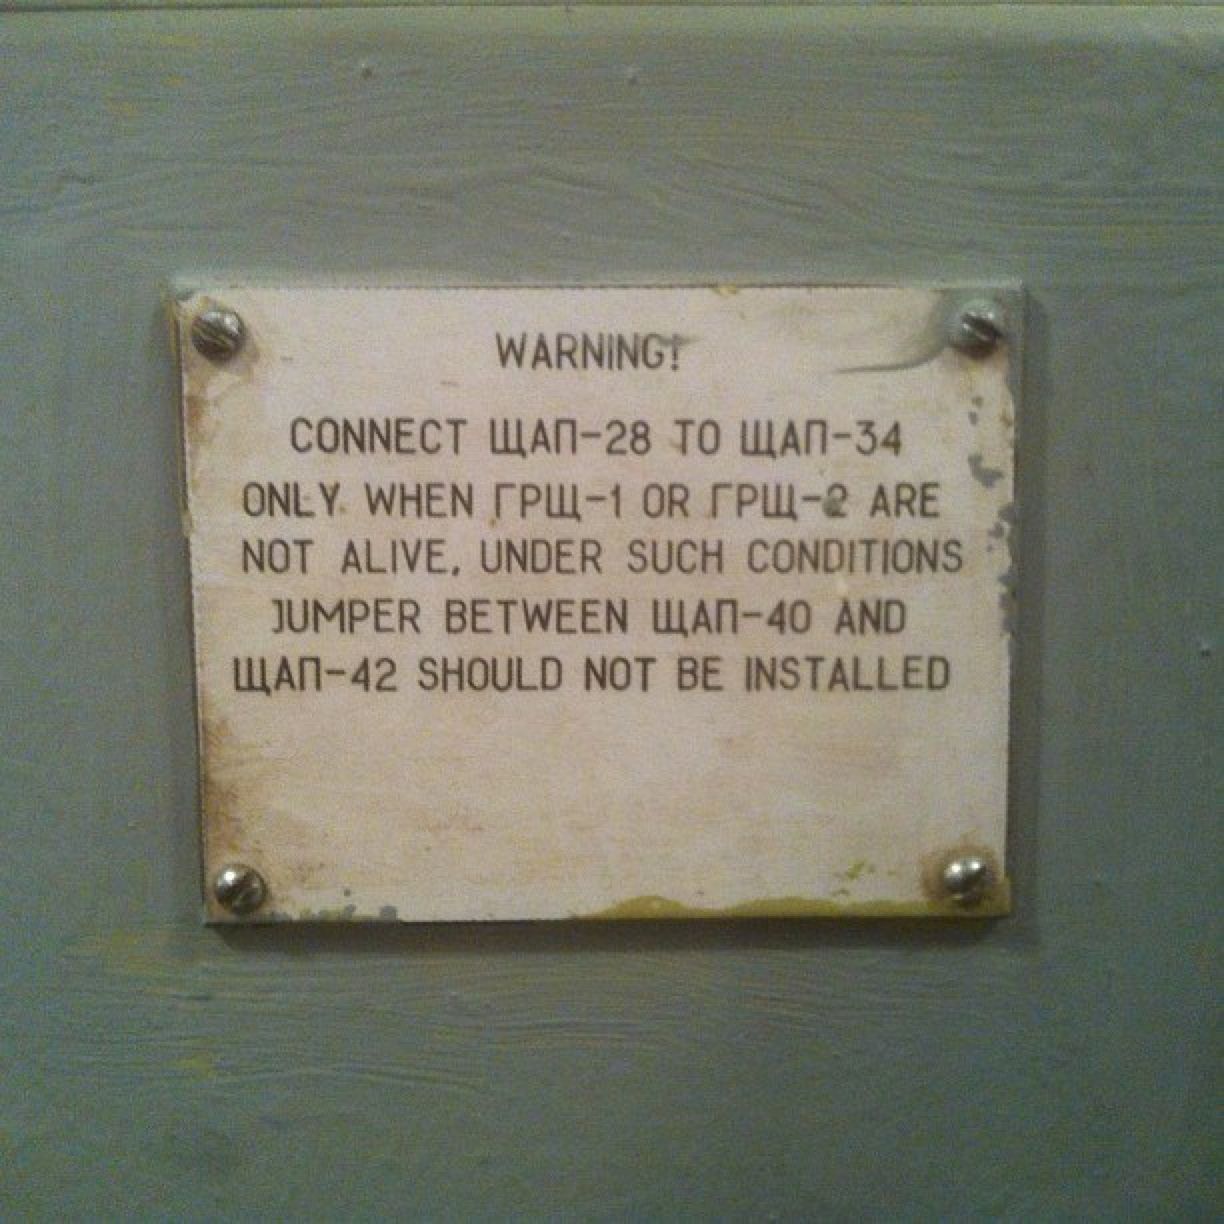 WARNING!
CONNECT ЩАП-28 TO ЩАП-34
ONLY WHEN ГРЩ-1 OR ГРЩ-2 ARE
NOT ALIVE, UNDER SUCH CONDITIONS
JUMPER BETWEEN ЩАП-40 AND
ЩАП-42 SHOULD NOT BE INSTALLED